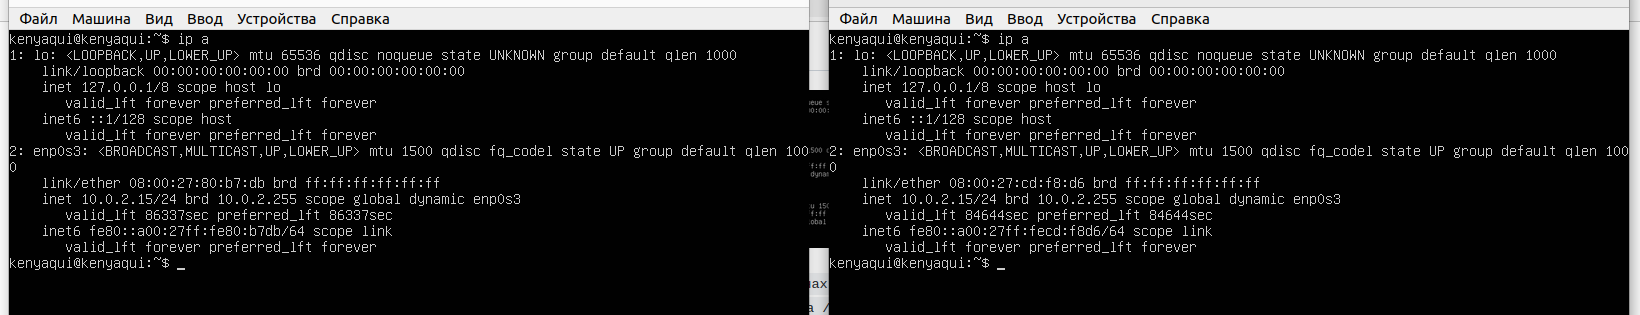 Файл Машина Вид Ввод Устройства Справка
kenyaqui@kenyaqui:~$ ip a
1: lo: <LOOPBACK,UP,LOWER_UP> mtu 65536 qdisc noqueue state UNKNOWN group default qlen 1000
link/loopback 00:00:00:00:00:00 brd 00:00:00:00:00:00
inet 127.0.0.1/8 scope host lo
valid_lft forever preferred_lft forever
inet6 ::1/128 scope host
valid_lft forever preferred_lft forever
2: enp0s3: <BROADCAST,MULTICAST,UP,LOWER_UP> mtu 1500 qdisc fq_codel state UP group default qlen 100
0
link/ether 08:00:27:80:b7:db brd ff:ff:ff:ff:ff:ff
inet 10.0.2.15/24 brd 10.0.2.255 scope global dynamic enp0s3
valid_lft 86337sec preferred_lft 86337sec
inet6 fe80::a00:27ff:fe80:b7db/64 scope link
valid_lft forever preferred_lft forever
kenyaqui@kenyaqui:~$ _
Файл Машина Вид Ввод Устройства Справка
kenyaqui@kenyaqui:~$ ip a
1: lo: <LOOPBACK,UP,LOWER_UP> mtu 65536 qdisc noqueue state UNKNOWN group default qlen 1000
link/loopback 00:00:00:00:00:00 brd 00:00:00:00:00:00
inet 127.0.0.1/8 scope host lo
valid_lft forever preferred_lft forever
inet6 ::1/128 scope host
valid_lft forever preferred_lft forever
2: enp0s3: <BROADCAST,MULTICAST,UP,LOWER_UP> mtu 1500 qdisc fq_codel state UP group default qlen 100
0
link/ether 08:00:27:cd:f8:d6 brd ff:ff:ff:ff:ff:ff
inet 10.0.2.15/24 brd 10.0.2.255 scope global dynamic enp0s3
valid_lft 84644sec preferred_lft 84644sec
inet6 fe80::a00:27ff:fecd:f8d6/64 scope link
valid_lft forever preferred_lft forever
kenyaqui@kenyaqui:~$ _